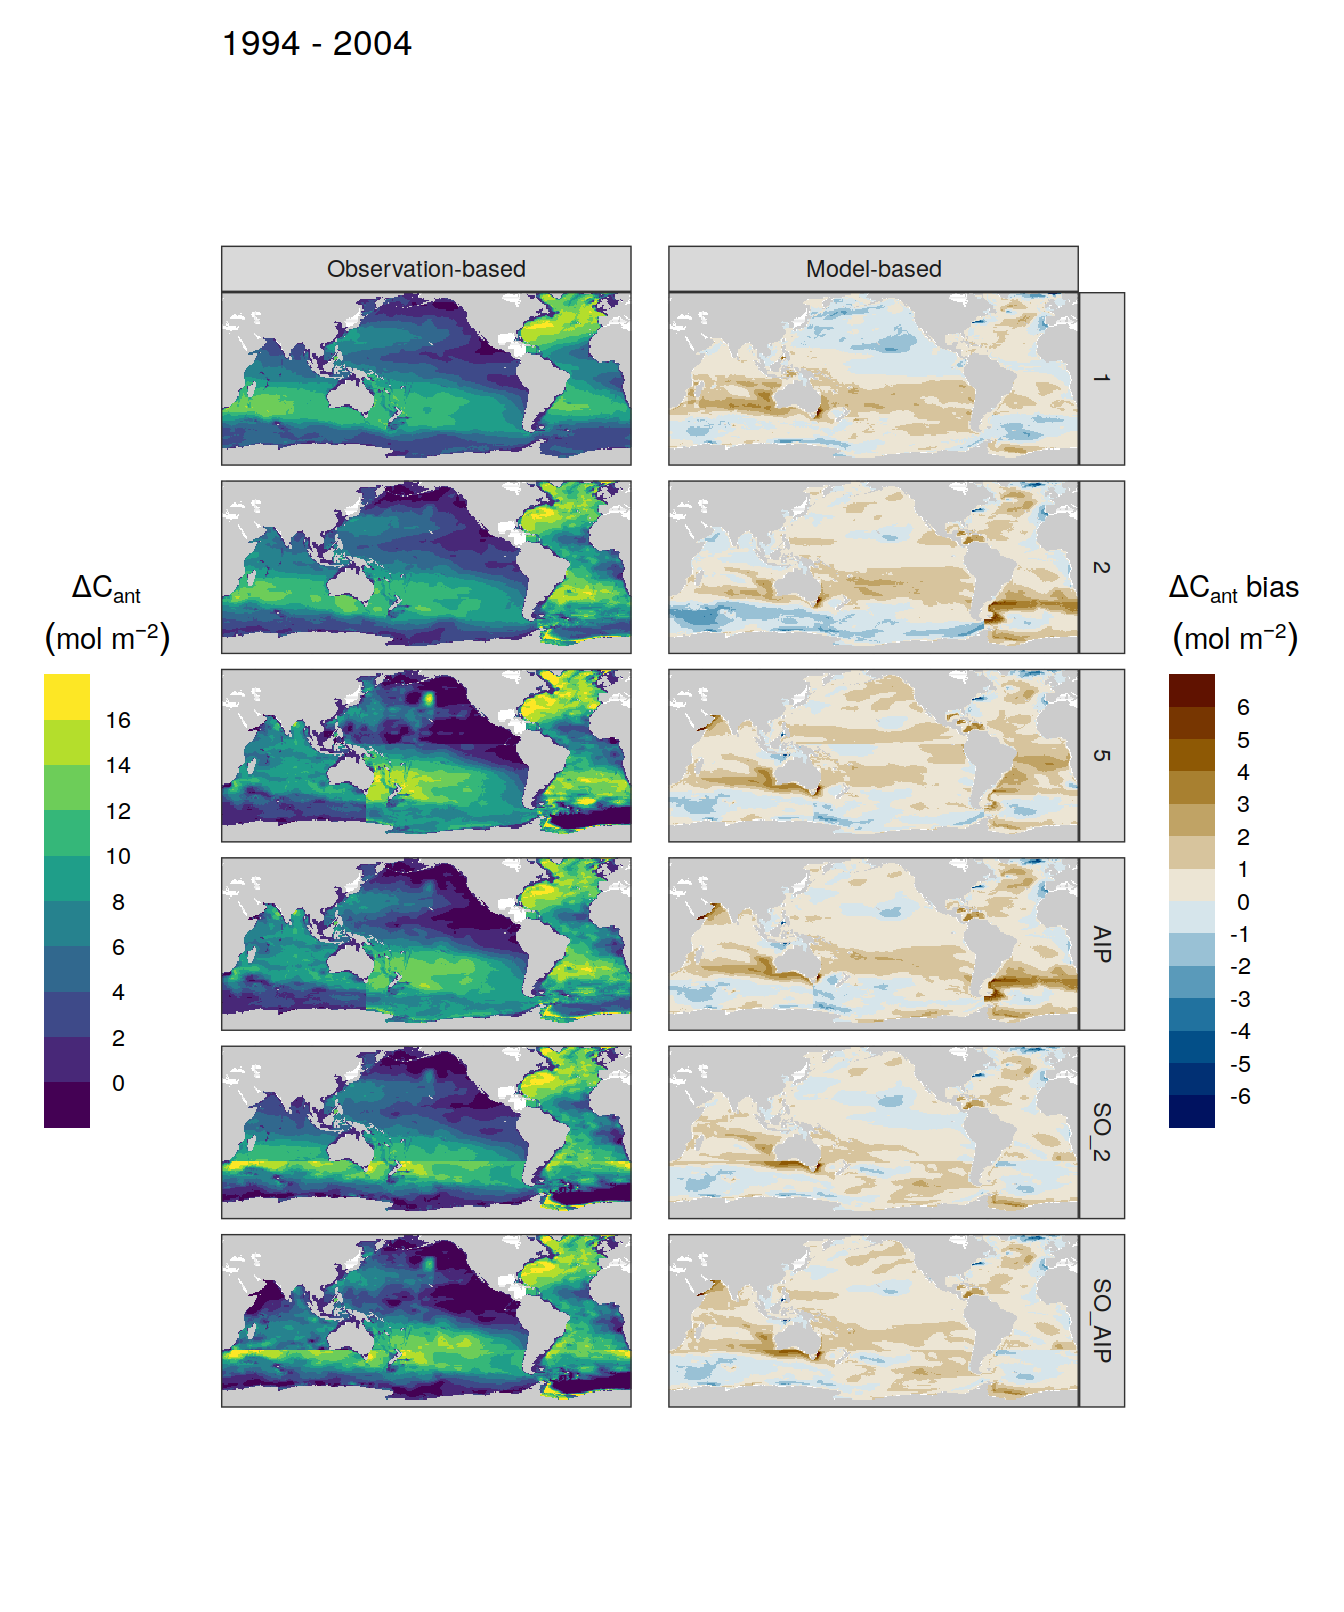 1994 - 2004
Observation-based
Model-based
1
2
5
AIP
SO_2
SO_AIP
ΔCant
(mol m−2)
16
14
12
10
8
6
4
2
0
ΔCant bias
(mol m−2)
6
5
4
3
2
1
0
-1
-2
-3
-4
-5
-6